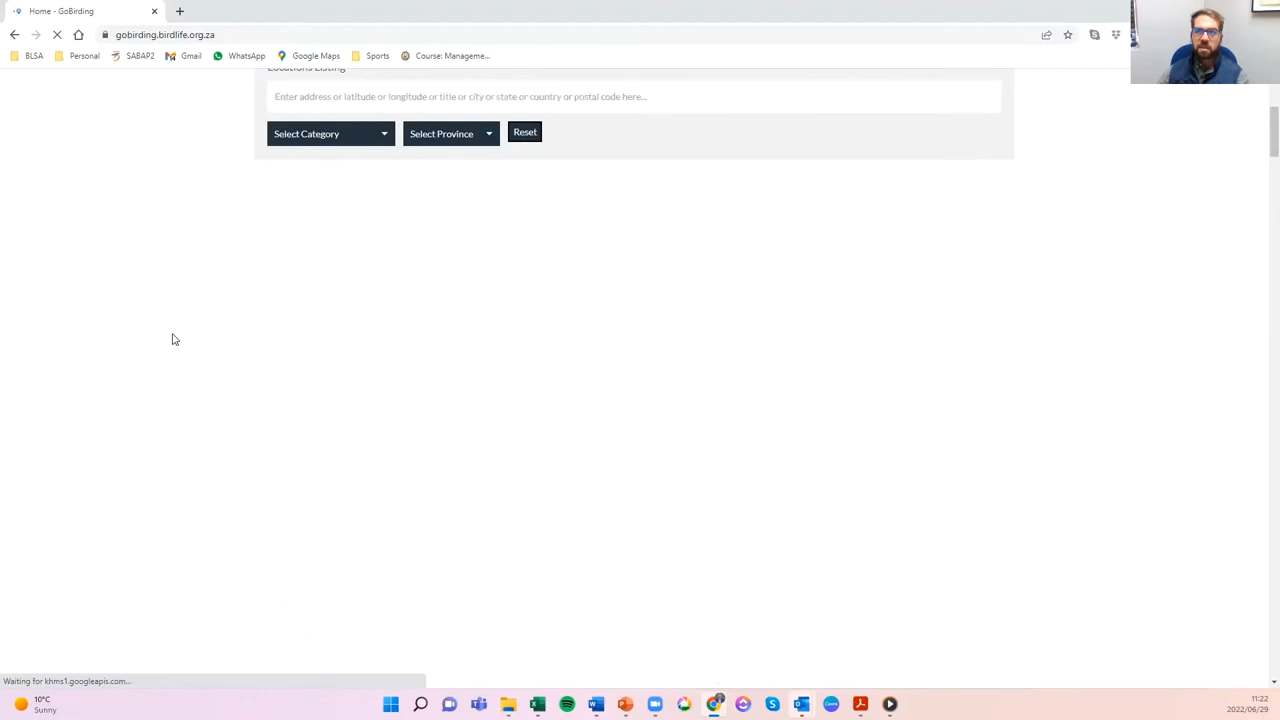 Home - GoBirding
gobirding.birdlife.org.za
BLSA Personal SABAP2 Gmail WhatsApp Google Maps Sports Course: Manageme...
Locations Listing
Enter address or latitude or longitude or title or city or state or country or postal code here...
Select Category Select Province Reset
Waiting for khms1.googleapis.com...
10°C
Sunny
11:22
2022/06/29